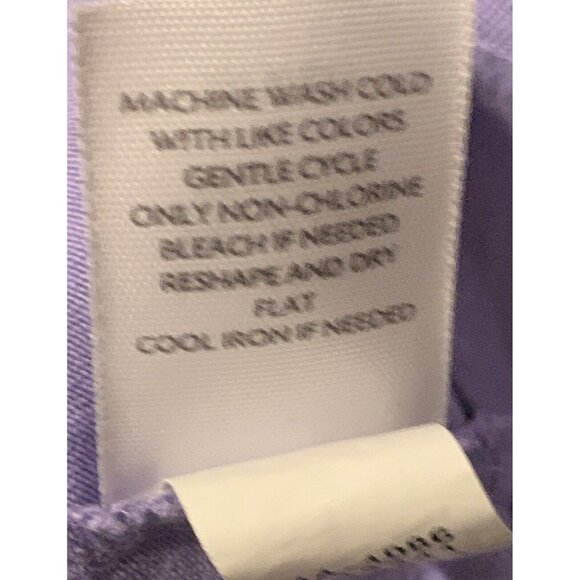 MACHINE WASH COLD
WITH LIKE COLORS
GENTLE CYCLE
ONLY NON-CHLORINE
BLEACH IF NEEDED
RESHAPE AND DRY
FLAT
COOL IRON IF NEEDED